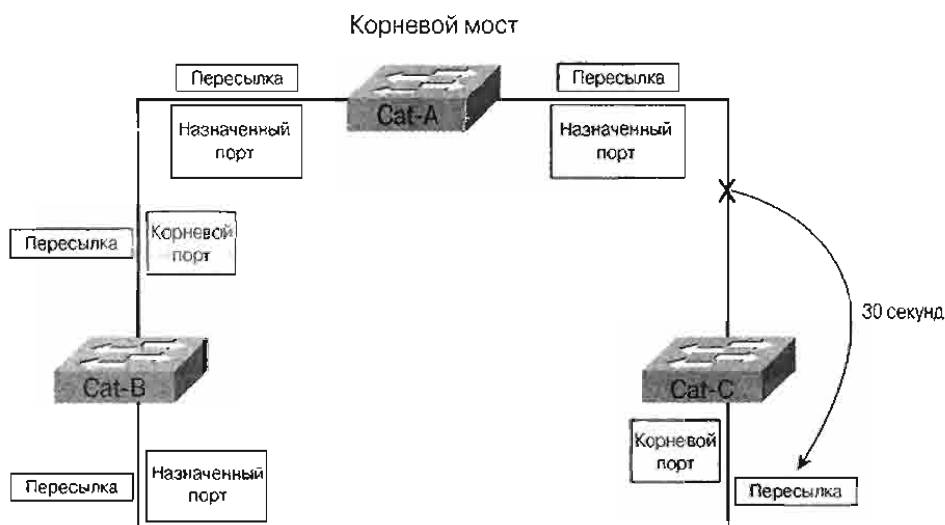 Корневой мост
Пересылка
Cat-A
Пересылка
Назначенный
порт
Назначенный
порт
Пересылка
Корневой
порт
30 секунд
Cat-B
Cat-C
Корневой
порт
Пересылка
Назначенный
порт
Пересылка